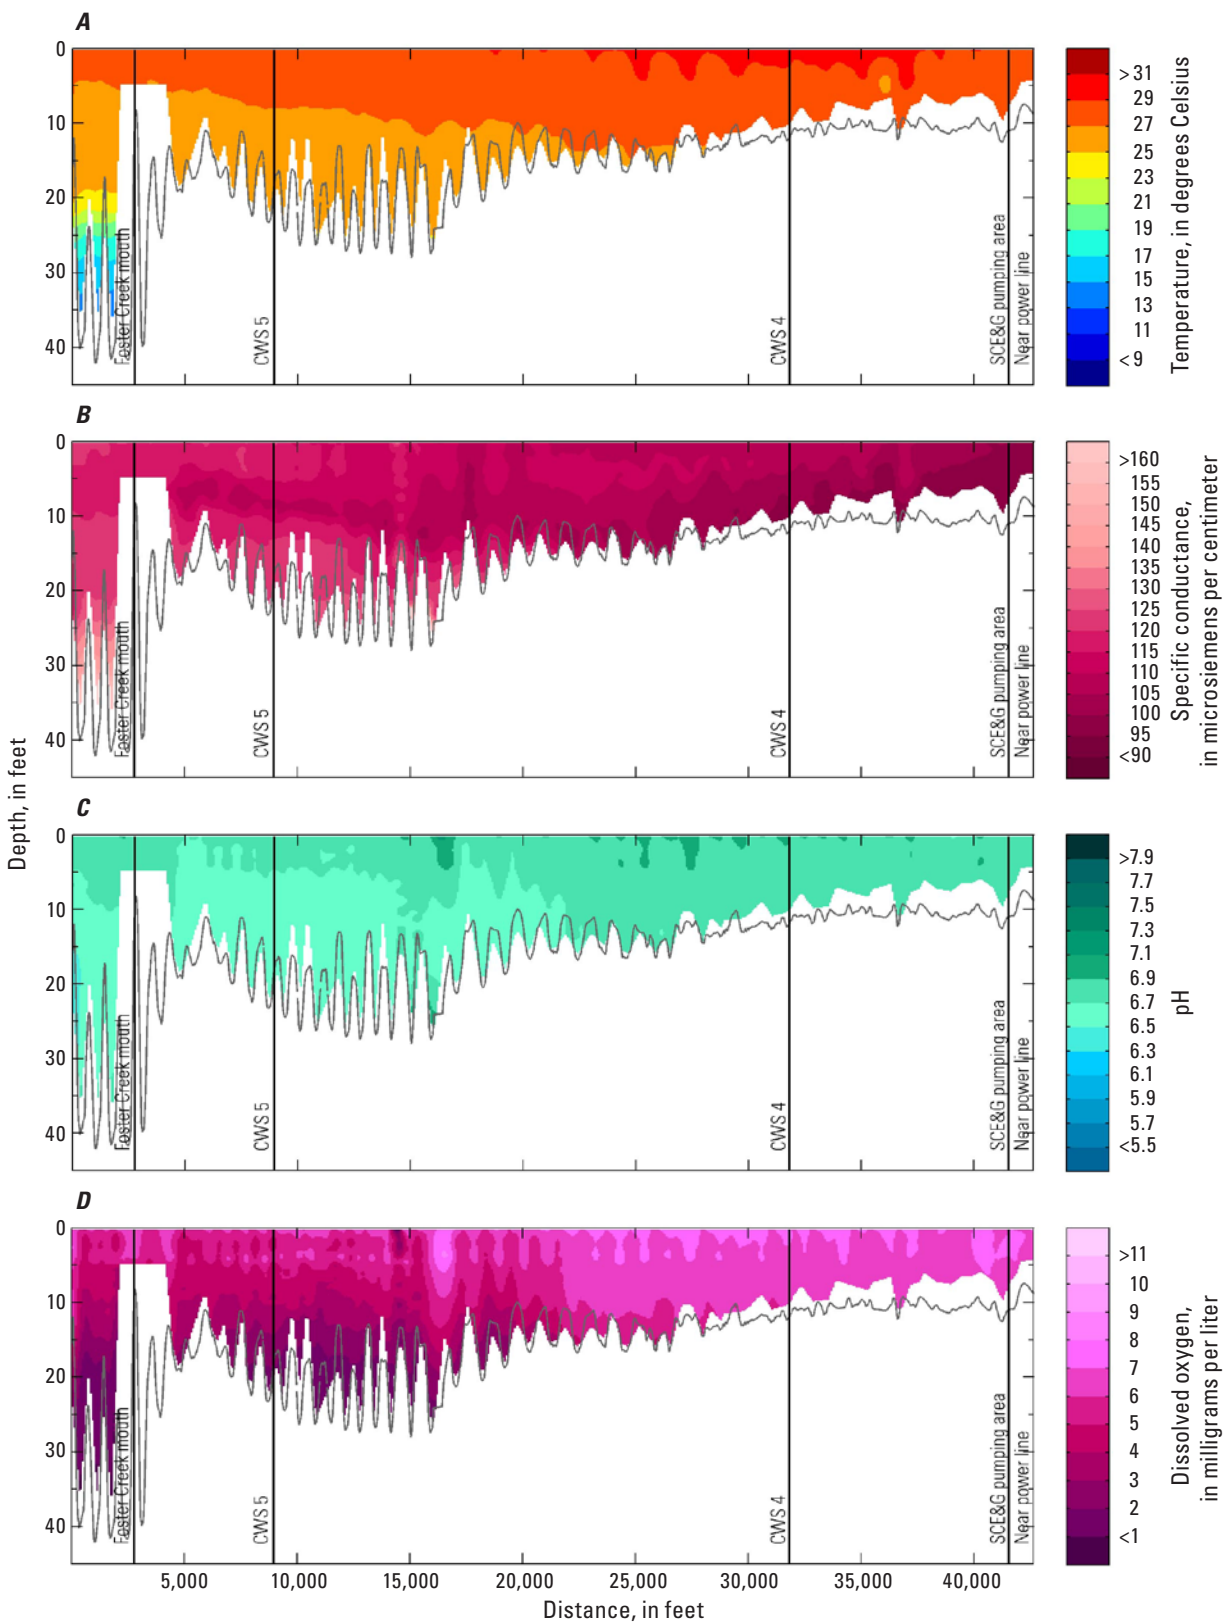 A
0
10
20
30
40
Foster Creek mouth
CWS 5
CWS 4
SCE&G pumping area
Near power line
>31
29
27
25
23
21
19
17
15
13
11
<9
Temperature, in degrees Celsius
B
0
10
20
30
40
Foster Creek mouth
CWS 5
CWS 4
SCE&G pumping area
Near power line
>160
155
150
145
140
130
125
120
115
110
105
100
95
<90
Specific conductance,
in microsiemens per centimeter
Depth, in feet
C
0
10
20
30
40
Foster Creek mouth
CWS 5
CWS 4
SCE&G pumping area
Near power line
>7.9
7.7
7.5
7.3
7.1
6.9
6.7
6.5
6.3
6.1
5.9
5.7
<5.5
pH
D
0
10
20
30
40
Foster Creek mouth
CWS 5
CWS 4
SCE&G pumping area
Near power line
>11
10
9
8
7
6
5
4
3
2
<1
Dissolved oxygen,
in milligrams per liter
5,000 10,000 15,000 20,000 25,000 30,000 35,000 40,000
Distance, in feet